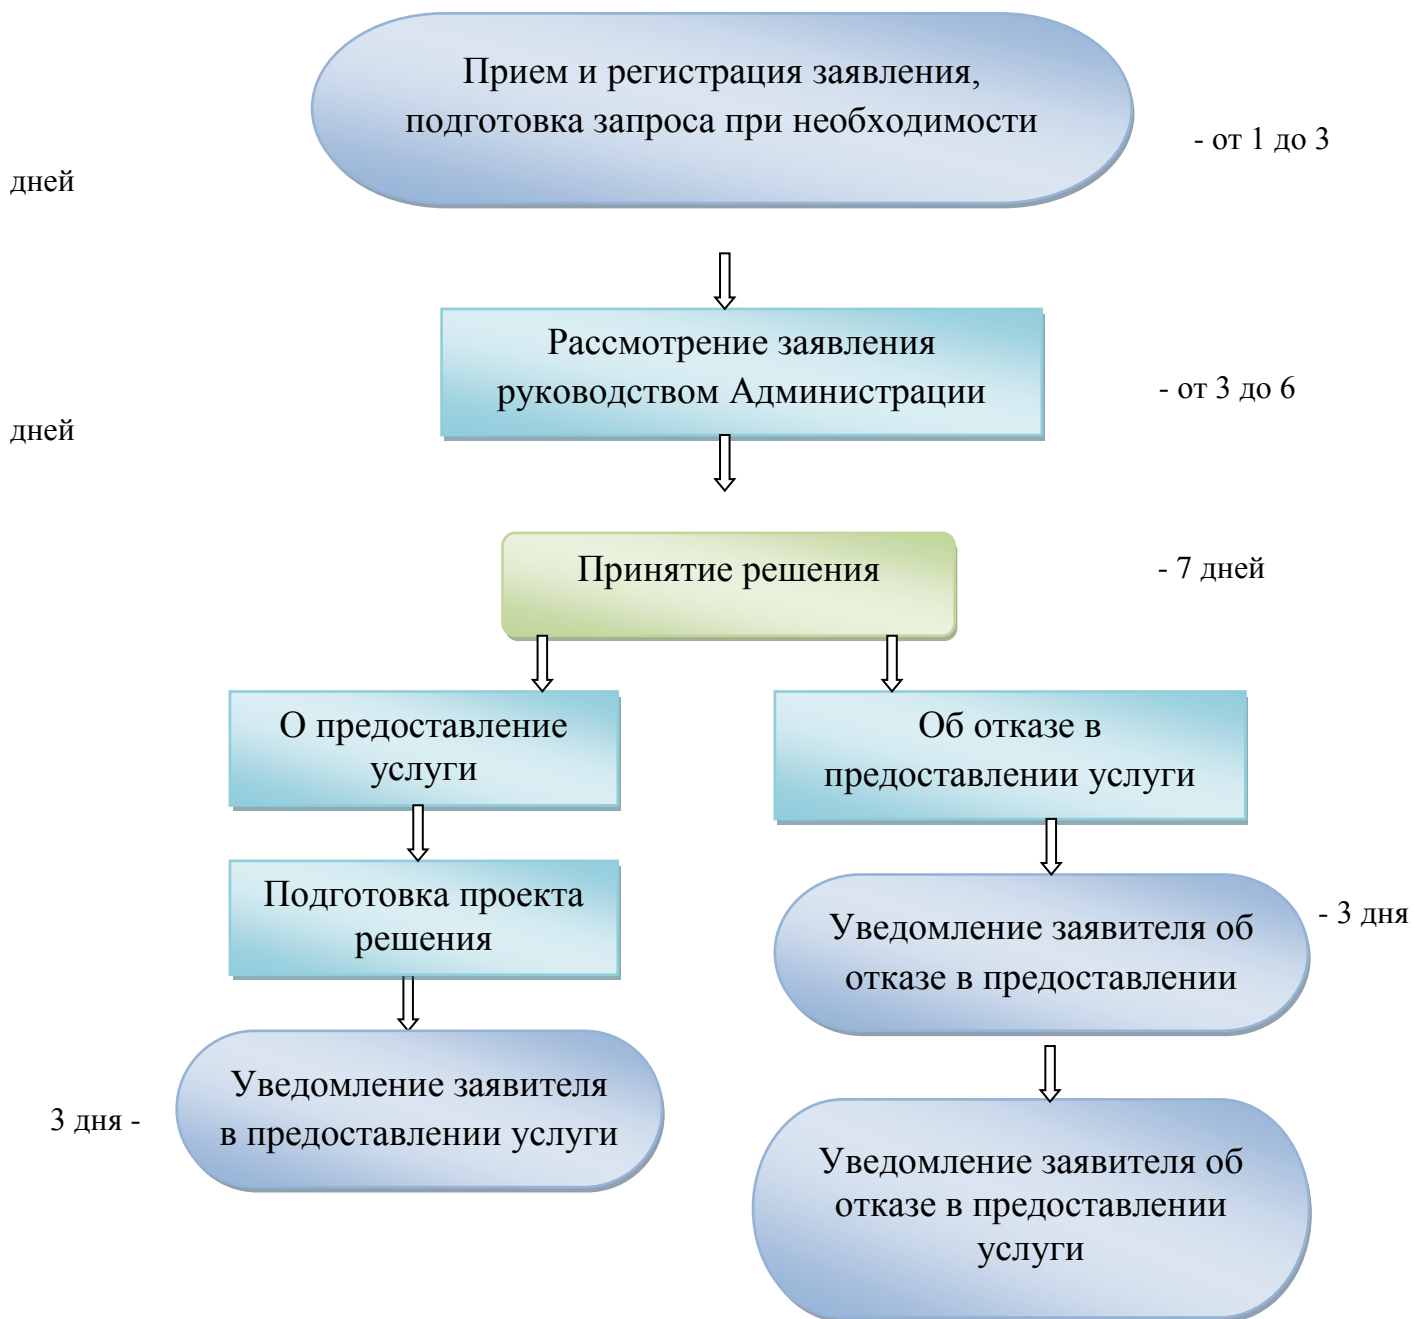 Прием и регистрация заявления,
подготовка запроса при необходимости
- от 1 до 3
дней
Рассмотрение заявления
руководством Администрации
- от 3 до 6
дней
Принятие решения
- 7 дней
О предоставление
услуги
Об отказе в
предоставлении услуги
Подготовка проекта
решения
Уведомление заявителя об
отказе в предоставлении
- 3 дня
Уведомление заявителя
в предоставлении услуги
3 дня -
Уведомление заявителя об
отказе в предоставлении
услуги